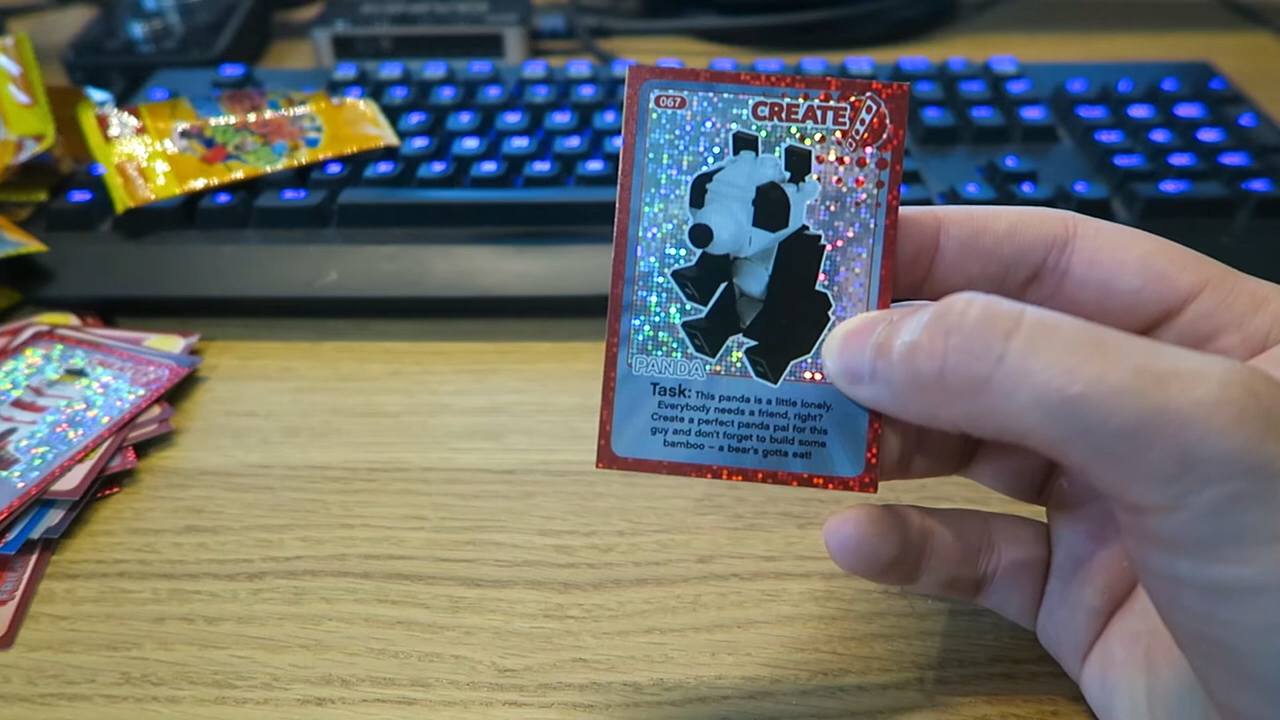 067
CREATE!
PANDA
Task: This panda is a little lonely.
Everybody needs a friend, right?
Create a perfect panda pal for this
guy and don't forget to build some
bamboo – a bear's gotta eat!